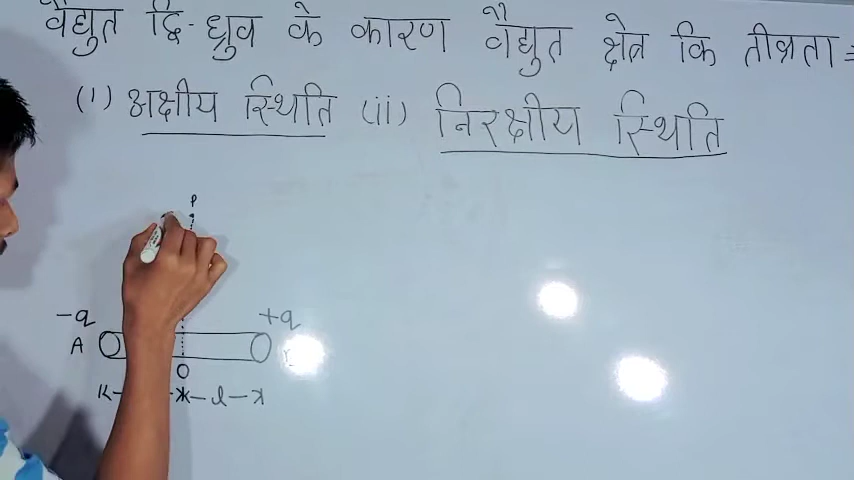 वैद्युत द्वि-ध्रुव के कारण वैद्युत क्षेत्र कि तीव्रता =
(i) अक्षीय स्थिति (ii) निरक्षीय स्थिति
P
-q +q
A
O
l